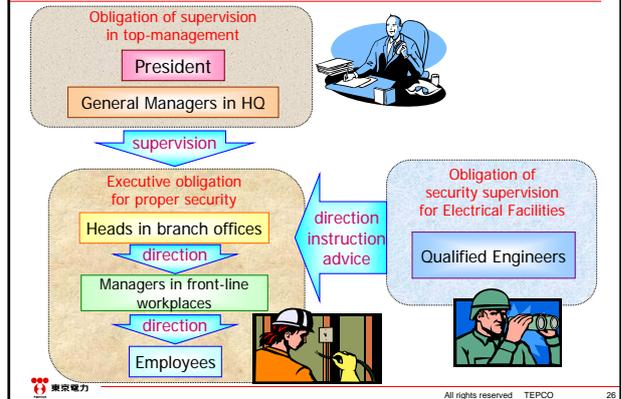 Obligation of supervision
in top-management
President
General Managers in HQ
supervision
Executive obligation
for proper security
Heads in branch offices
direction
Managers in front-line
workplaces
direction
Employees
direction
instruction
advice
Obligation of
security supervision
for Electrical Facilities
Qualified Engineers
東京電力
TEPCO
All rights reserved TEPCO
26